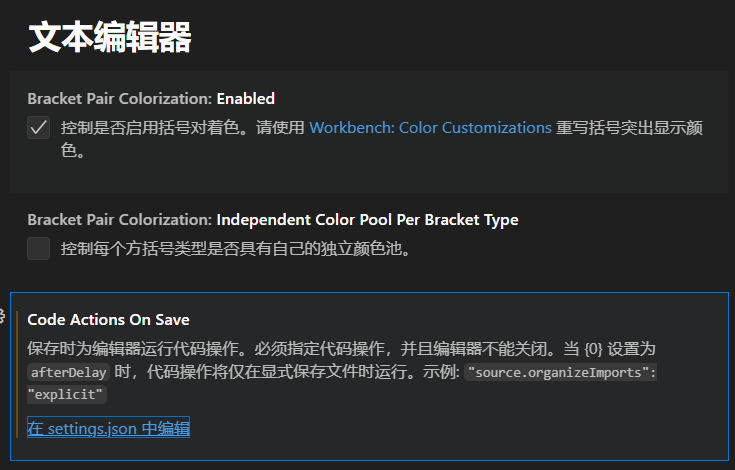 文本编辑器
Bracket Pair Colorization: Enabled
控制是否启用括号对着色。请使用 Workbench: Color Customizations 重写括号突出显示颜
色。
Bracket Pair Colorization: Independent Color Pool Per Bracket Type
控制每个方括号类型是否具有自己的独立颜色池。
Code Actions On Save
保存时为编辑器运行代码操作。必须指定代码操作，并且编辑器不能关闭。当 {0} 设置为
afterDelay 时，代码操作将仅在显式保存文件时运行。示例: "source.organizeImports":
"explicit"
在 settings.json 中编辑